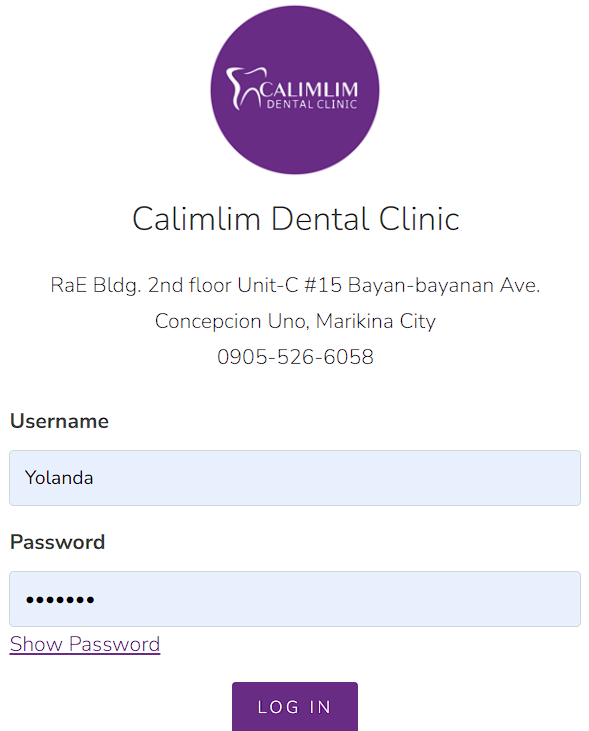 CALIMLIM
DENTAL CLINIC
Calimlim Dental Clinic
RaE Bldg. 2nd floor Unit-C #15 Bayan-bayanan Ave.
Concepcion Uno, Marikina City
0905-526-6058
Username
Yolanda
Password
•••••••
Show Password
LOG IN